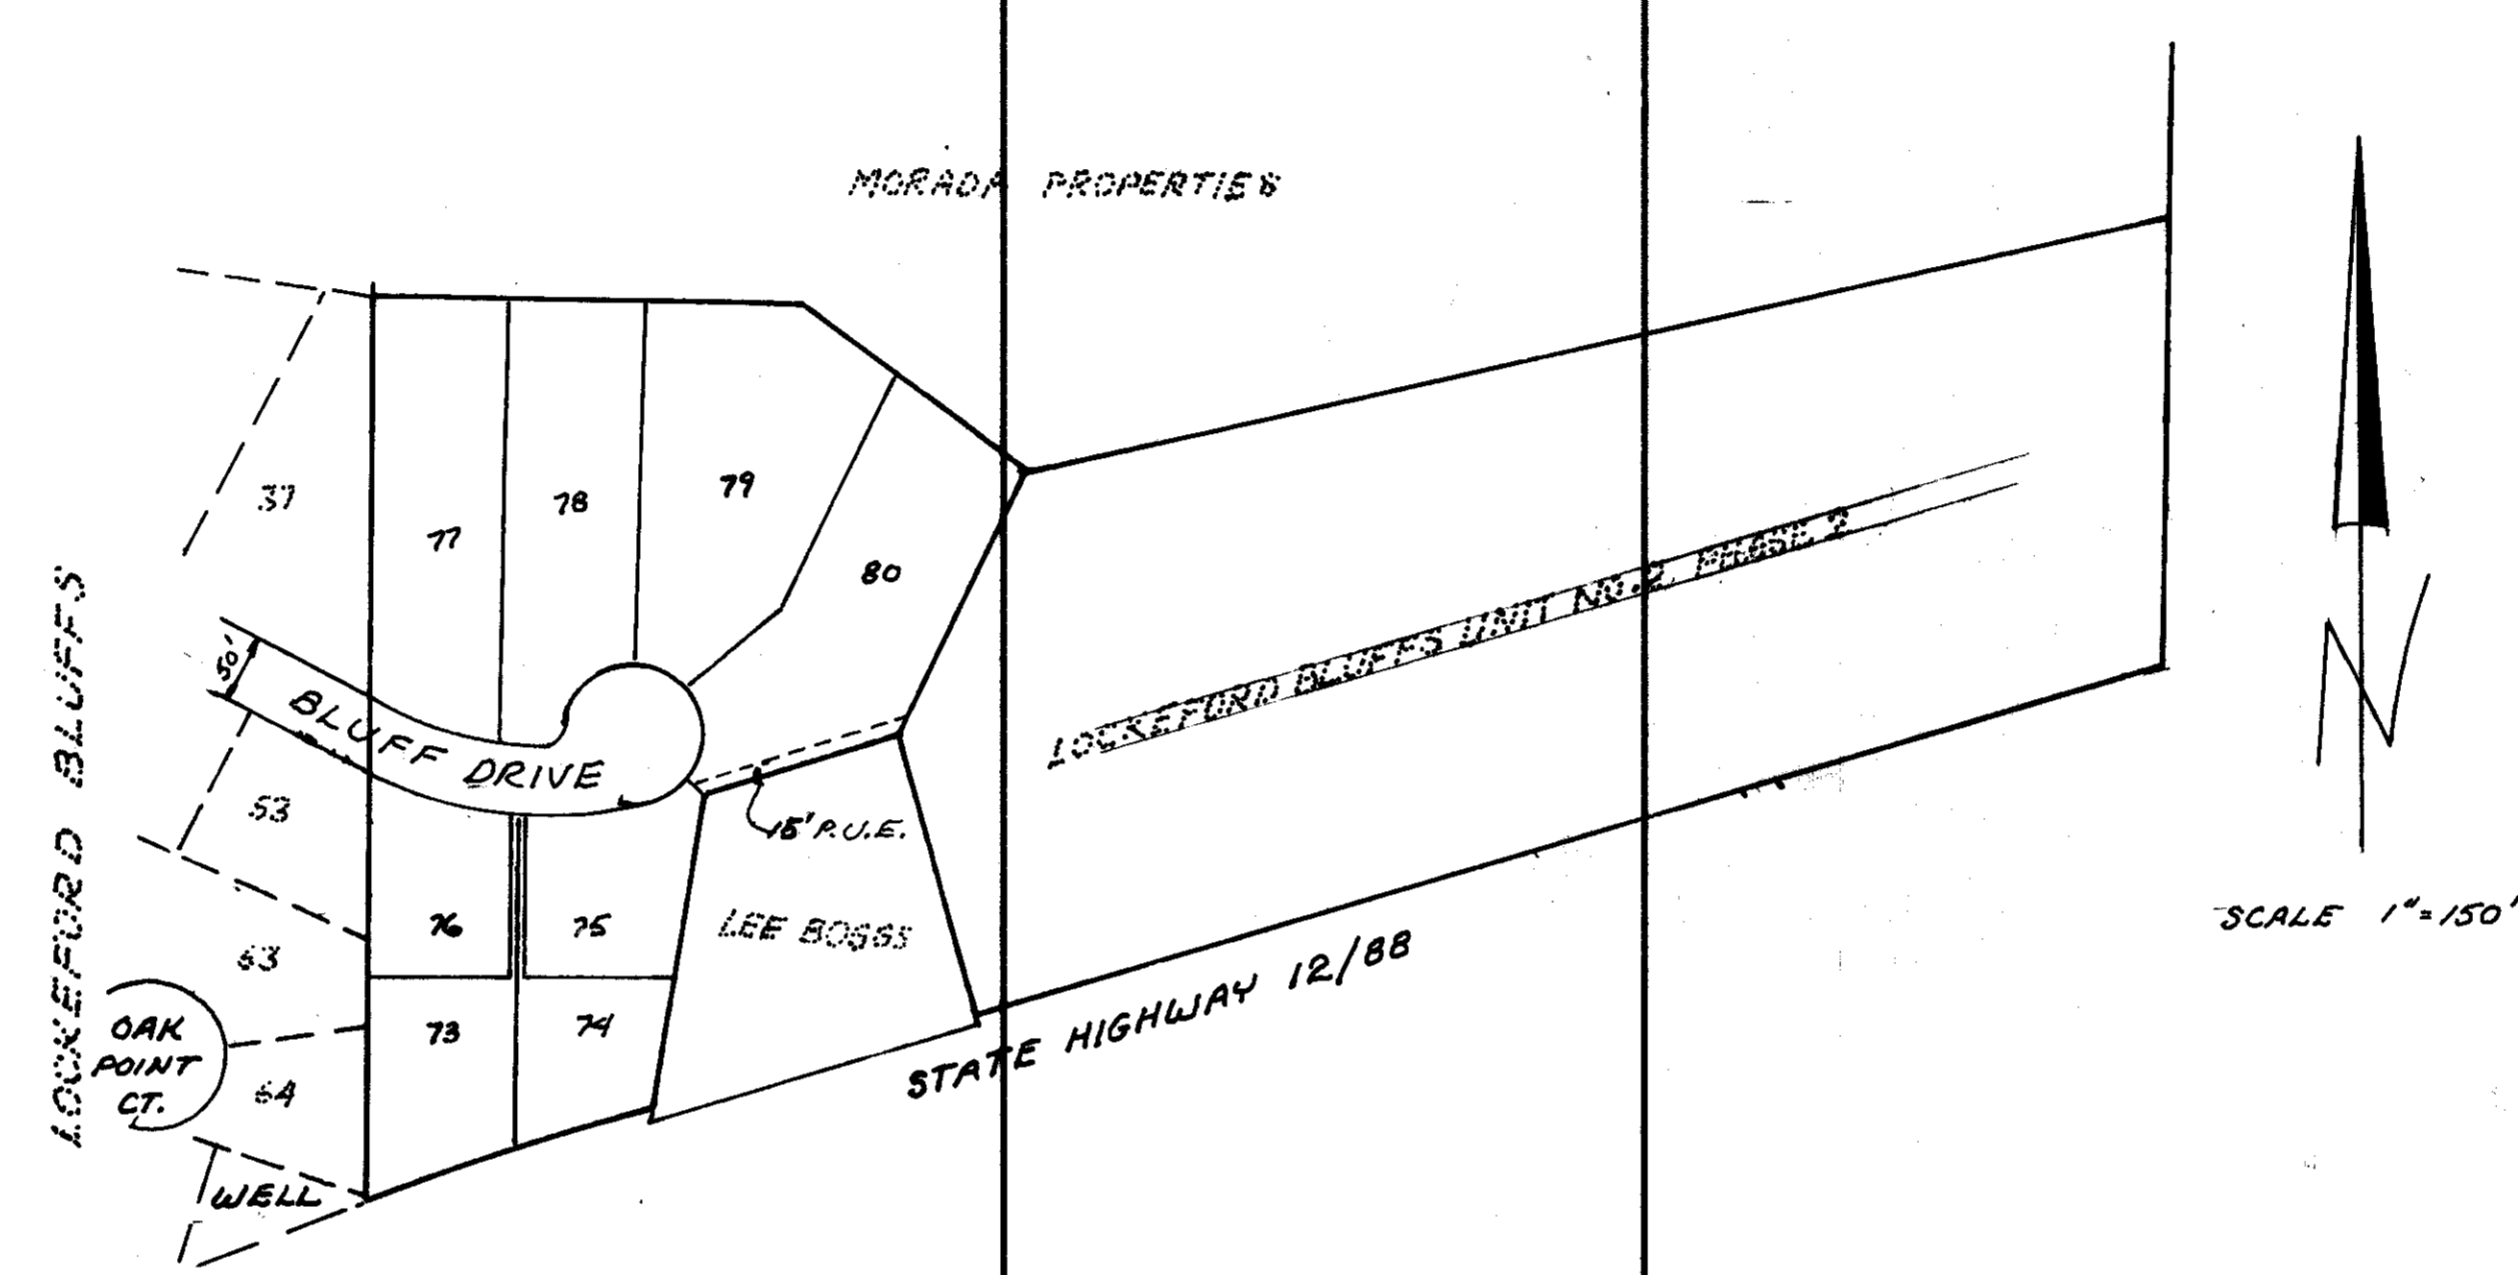 MORADA PROPERTIES
37
77
78
79
80
50'
BLUFF DRIVE
LOCKEFORD BLUFFS
53
15' P.U.E.
LOCKEFORD BLUFFS UNIT NO. 2, PHASE 2
76
75
LEE BOGGS
63
73
74
OAK
POINT
CT.
64
WELL
STATE HIGHWAY 12/88
N
SCALE 1"=150'